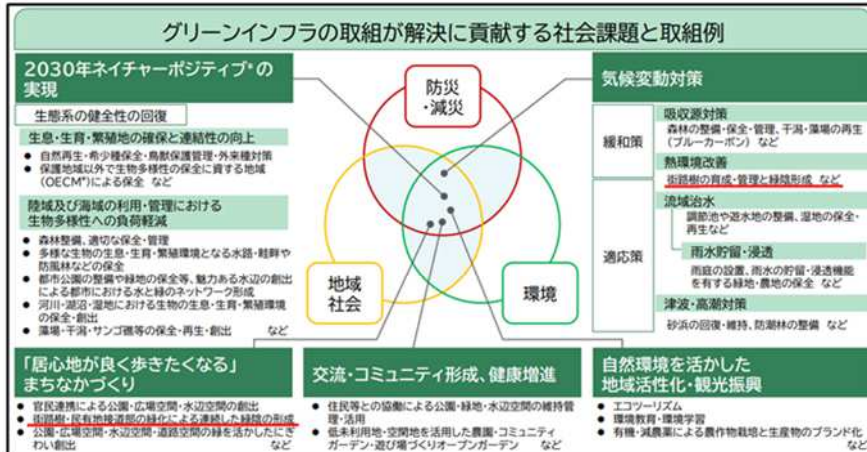 グリーンインフラの取組が解決に貢献する社会課題と取組例
2030年ネイチャーポジティブ*の
実現
生態系の健全性の回復
生息・生育・繁殖地の確保と連結性の向上
● 自然再生・希少種保全・鳥獣保護管理・外来種対策
● 保護地域以外で生物多様性の保全に資する地域
(OECM*)による保全 など
陸域及び海域の利用・管理における
生物多様性への負荷軽減
● 森林整備、適切な保全・管理
● 多様な生物の生息・生育・繁殖環境となる水路・畦畔や
防風林などの保全
● 都市公園の整備や緑地の保全等、魅力ある水辺の創出
による都市における水と緑のネットワーク形成
● 河川・湖沼・湿地における生物の生息・生育・繁殖環境
の保全・創出
● 藻場・干潟・サンゴ礁等の保全・再生・創出 など
防災
・減災
地域
社会
環境
気候変動対策
緩和策
吸収源対策
森林の整備・保全・管理、干潟・藻場の再生
(ブルーカーボン) など
適応策
熱環境改善
街路樹の育成・管理と緑陰形成 など
流域治水
調節池や遊水地の整備、湿地の保全・
再生など
雨水貯留・浸透
雨庭の設置、雨水の貯留・浸透機能
を有する緑地・農地の保全 など
津波・高潮対策
砂浜の回復・維持、防潮林の整備 など
「居心地が良く歩きたくなる」
まちなかづくり
● 官民連携による公園・広場空間・水辺空間の創出
● 街路樹・民有地接道部の緑化による連続した緑陰の形成
● 公園・広場空間・水辺空間・道路空間の緑を活かしたにぎ
わい創出 など
交流・コミュニティ形成、健康増進
● 住民等との協働による公園・緑地・水辺空間の維持管
理・活用
● 低未利用地・空閑地を活用した農園・コミュニティ
ガーデン・遊び場づくりオープンガーデン など
自然環境を活かした
地域活性化・観光振興
● エコツーリズム
● 環境教育・環境学習
● 有機・減農薬による農作物栽培と生産物のブランド化
など